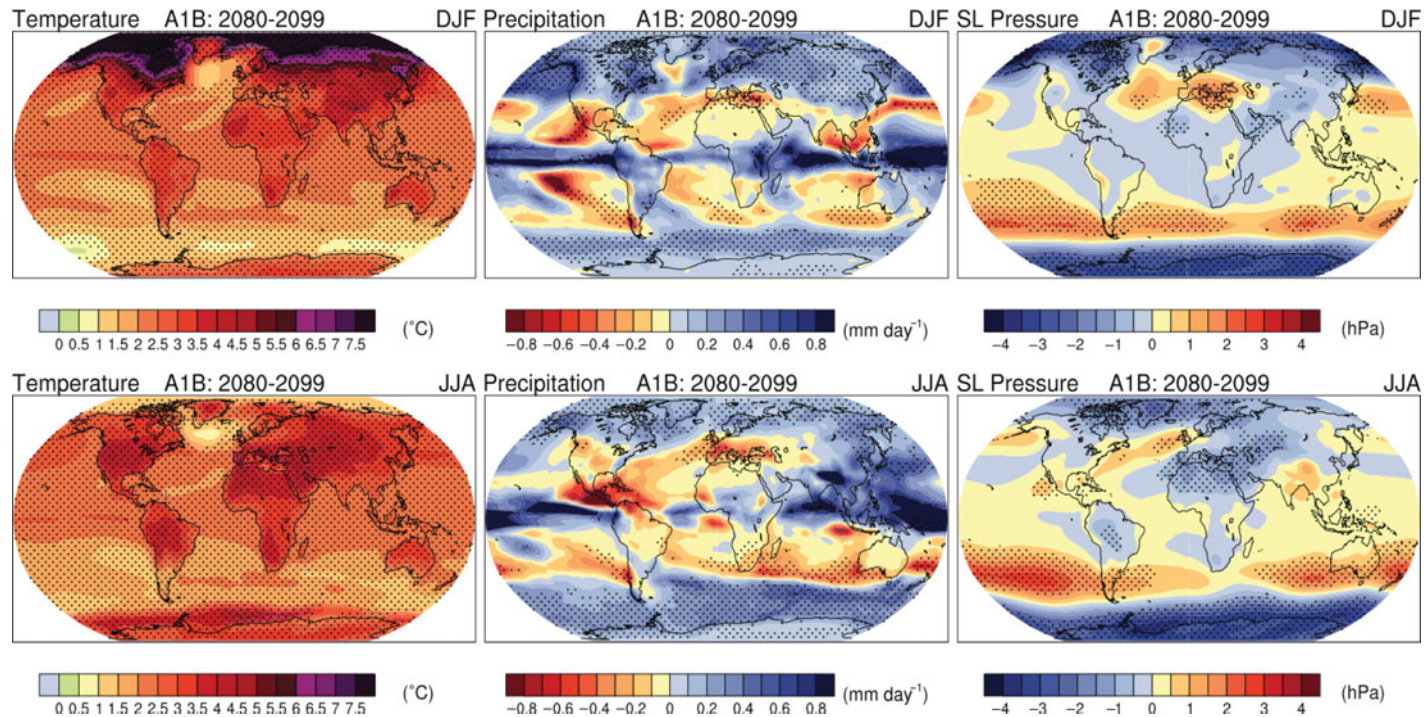 Temperature A1B: 2080-2099 DJF
Precipitation A1B: 2080-2099 DJF
SL Pressure A1B: 2080-2099 DJF
0 0.5 1 1.5 2 2.5 3 3.5 4 4.5 5 5.5 6 6.5 7 7.5
(°C)
−0.8 −0.6 −0.4 −0.2 0 0.2 0.4 0.6 0.8
(mm day⁻¹)
−4 −3 −2 −1 0 1 2 3 4
(hPa)
Temperature A1B: 2080-2099 JJA
Precipitation A1B: 2080-2099 JJA
SL Pressure A1B: 2080-2099 JJA
0 0.5 1 1.5 2 2.5 3 3.5 4 4.5 5 5.5 6 6.5 7 7.5
(°C)
−0.8 −0.6 −0.4 −0.2 0 0.2 0.4 0.6 0.8
(mm day⁻¹)
−4 −3 −2 −1 0 1 2 3 4
(hPa)